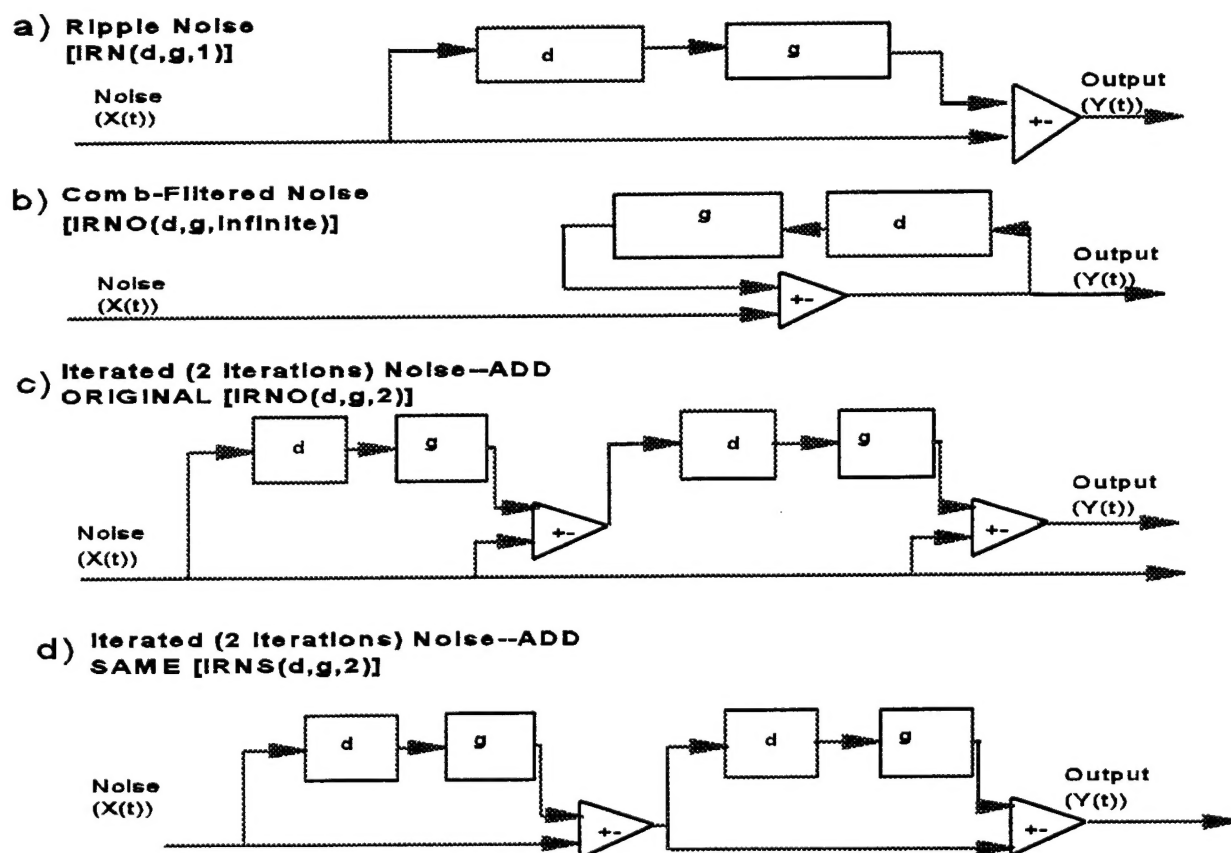 a) Ripple Noise
[IRN(d,g,1)]
d
g
Noise
(X(t))
+-
Output
(Y(t))
b) Comb-Filtered Noise
[IRNO(d,g,infinite)]
g
d
Noise
(X(t))
+-
Output
(Y(t))
c) Iterated (2 Iterations) Noise--ADD
ORIGINAL [IRNO(d,g,2)]
d
g
d
g
Noise
(X(t))
+-
+-
Output
(Y(t))
d) Iterated (2 Iterations) Noise--ADD
SAME [IRNS(d,g,2)]
d
g
d
g
Noise
(X(t))
+-
+-
Output
(Y(t))